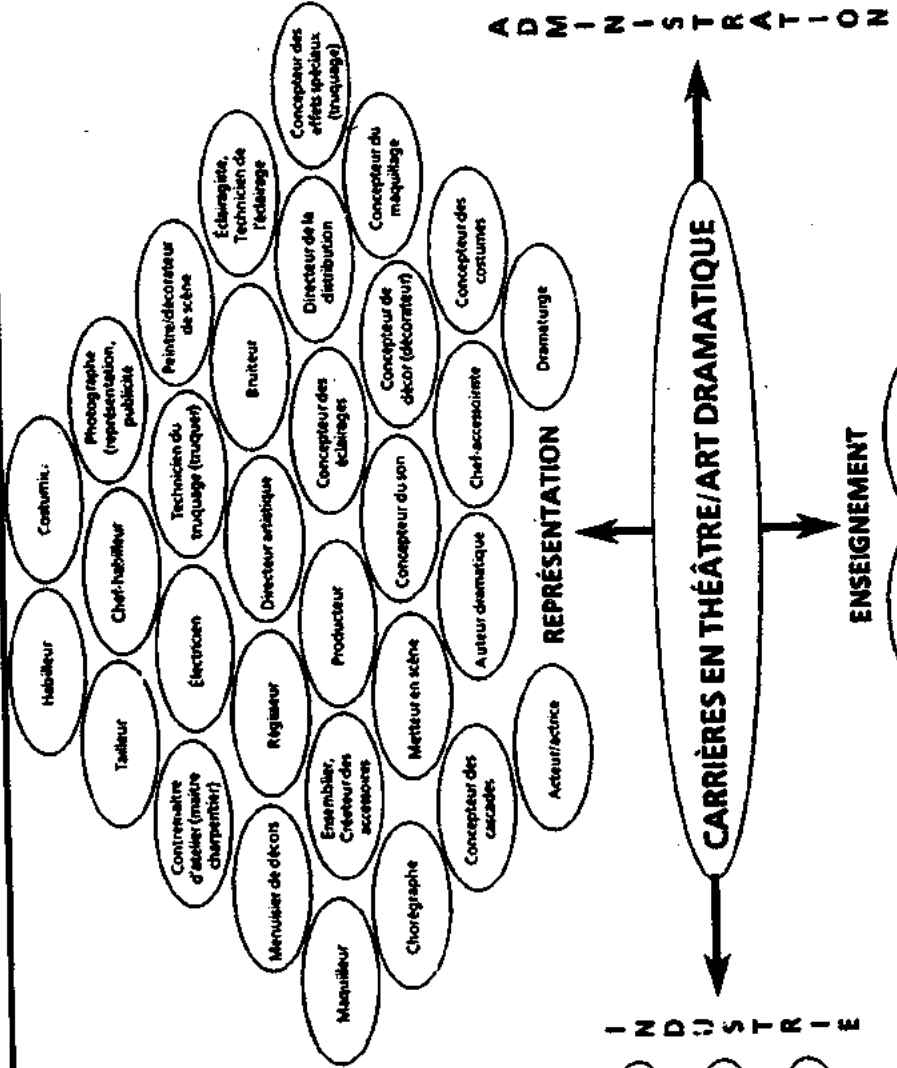 Habilleur
Tailleur
Chef-habilleur
Photographe
(représentation,
publicité
Contremaître
d'atelier (maître
charpentier)
Électricien
Technicien du
truquage (truquer)
Peintre/décorateur
de scène
Menuisier de décors
Régisseur
Directeur artistique
Bruiteur
Éclairagiste,
Technicien de
l'éclairage
Maquilleur
Ensemblier,
Créateur des
accessoires
Producteur
Concepteur des
éclairages
Directeur de la
distribution
Concepteur des
effets spéciaux
(truquage)
Chorégraphe
Metteur en scène
Concepteur du son
Concepteur de
décor (décorateur)
Concepteur du
maquillage
Concepteur des
cascades
Auteur dramatique
Chef-accessoiriste
Concepteur des
costumes
Acteur/actrice
REPRÉSENTATION
Dramaturge
INDUSTRIE
CARRIÈRES EN THÉÂTRE/ART DRAMATIQUE
ADMINISTRATION
ENSEIGNEMENT